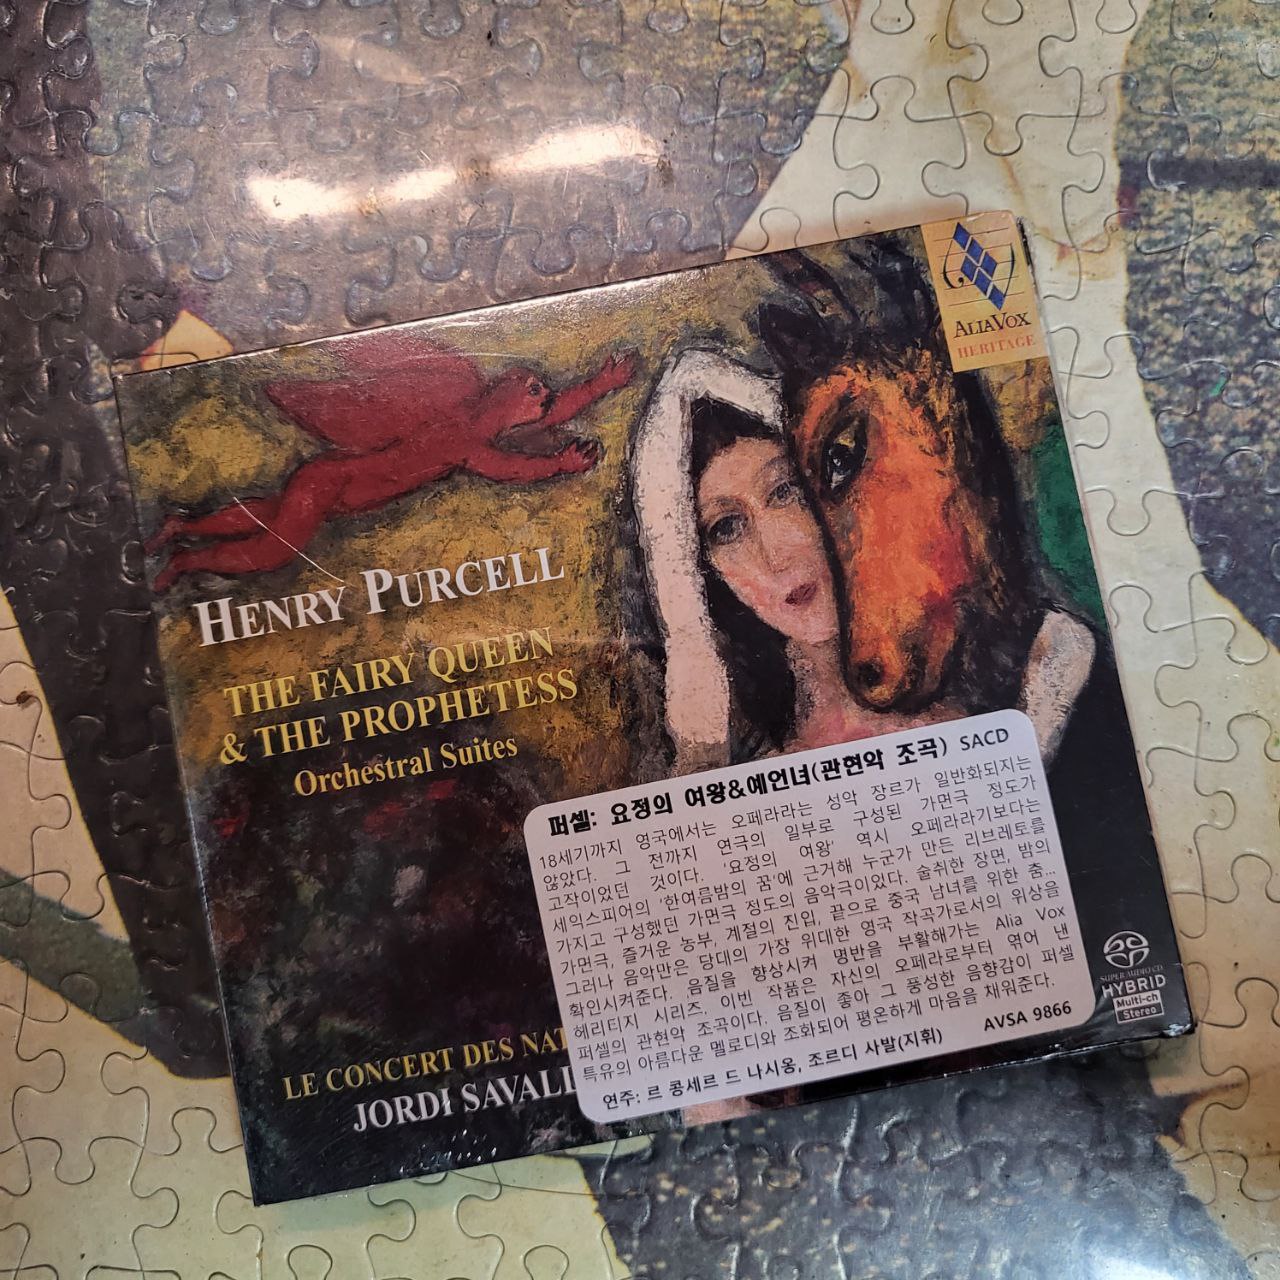 ALIAVOX
HERITAGE
HENRY PURCELL
THE FAIRY QUEEN
& THE PROPHETESS
Orchestral Suites
LE CONCERT DES NAT
JORDI SAVALL
퍼셀: 요정의 여왕&예언녀(관현악 조곡) SACD
18세기까지 영국에서는 오페라라는 성악 장르가 일반화되지는
않았다. 그 전까지 연극의 일부로 구성된 가면극 정도가
고작이었던 것이다. '요정의 여왕' 역시 오페라라기보다는
셰익스피어의 '한여름밤의 꿈'에 근거해 누군가 만든 리브레토를
가지고 구성했던 가면극 정도의 음악극이었다. 술취한 장면, 밤의
가면극, 즐거운 농부, 계절의 진입, 끝으로 중국 남녀를 위한 춤...
그러나 음악만은 당대의 가장 위대한 영국 작곡가로서의 위상을
확인시켜준다. 음질을 향상시켜 명반을 부활해가는 Alia Vox
헤리티지 시리즈. 이번 작품은 자신의 오페라로부터 엮어 낸
퍼셀의 관현악 조곡이다. 음질이 좋아 그 풍성한 음향감이 퍼셀
특유의 아름다운 멜로디와 조화되어 평온하게 마음을 채워준다.
연주: 르 콩세르 드 나시옹, 조르디 사발(지휘) AVSA 9866
SUPER AUDIO CD
HYBRID
Multi-ch
Stereo